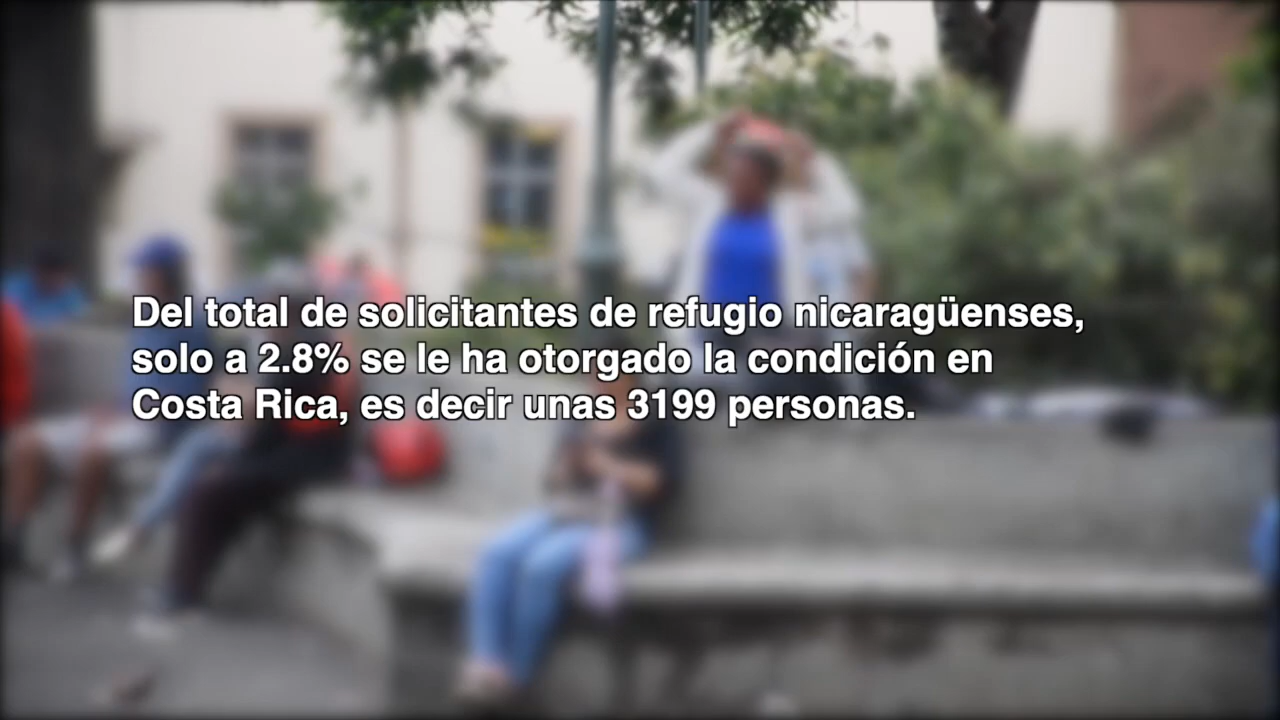 Del total de solicitantes de refugio nicaragüenses,
solo a 2.8% se le ha otorgado la condición en
Costa Rica, es decir unas 3199 personas.